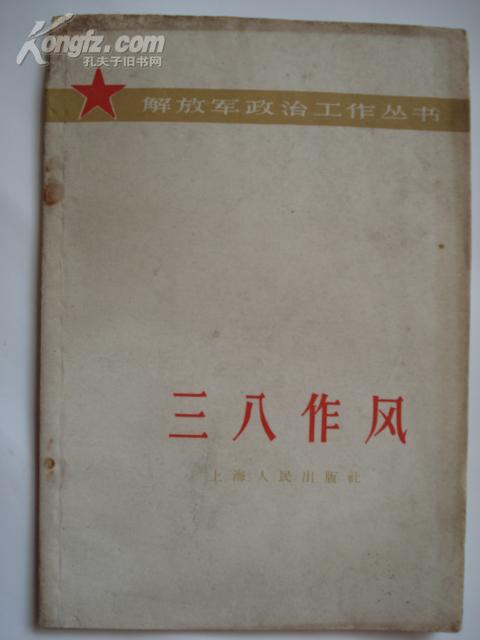 Kongfz.com
孔夫子旧书网
解放军政治工作丛书
三八作风
上海人民出版社